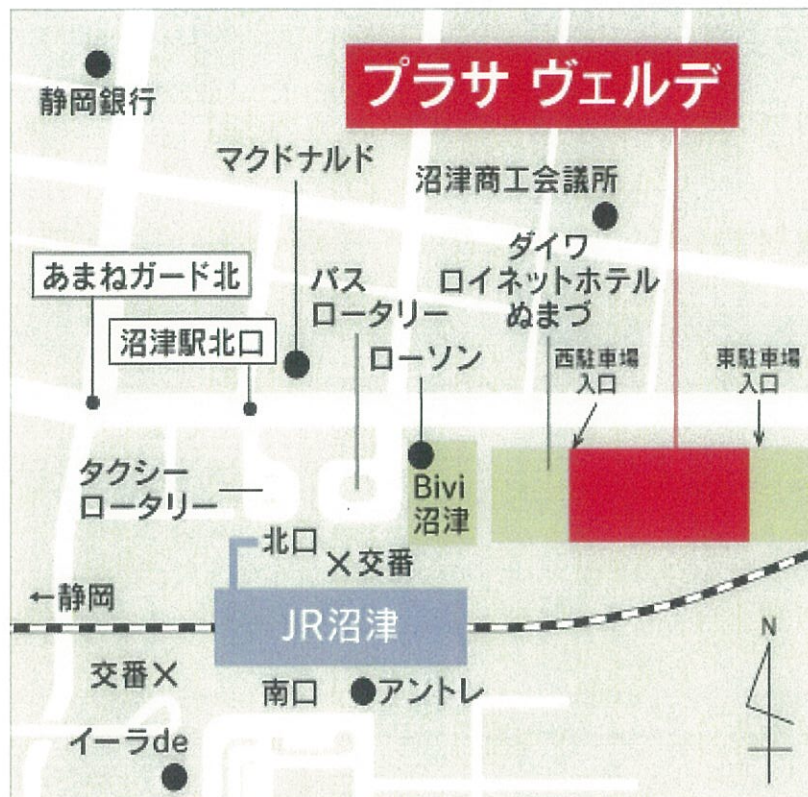 プラサ ヴェルデ
静岡銀行
マクドナルド
沼津商工会議所
あまねガード北
バス
ロータリー
ダイワ
ロイネットホテル
ぬまづ
沼津駅北口
ローソン
西駐車場
入口
東駐車場
入口
タクシー
ロータリー
Bivi
沼津
北口
交番
←静岡
JR沼津
N
交番
南口
アントレ
イーラde